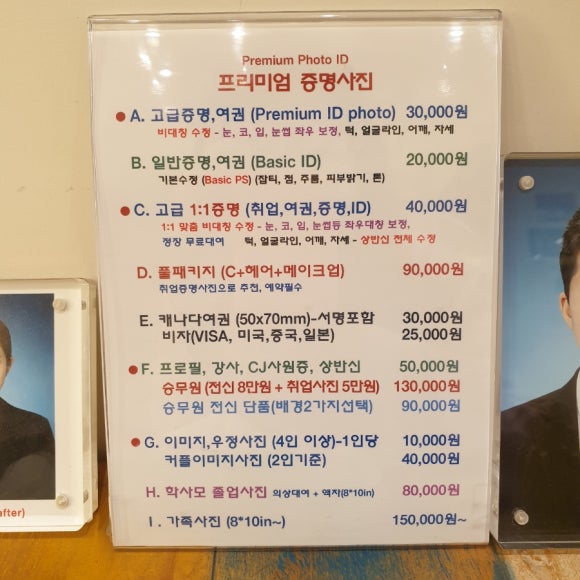 Premium Photo ID
프리미엄 증명사진
A. 고급증명,여권 (Premium ID photo) 30,000원
비대칭 수정 - 눈, 코, 입, 눈썹 좌우 보정, 턱, 얼굴라인, 어깨, 자세
B. 일반증명,여권 (Basic ID) 20,000원
기본수정 (Basic PS) (잡티, 점, 주름, 피부밝기, 톤)
C. 고급 1:1증명 (취업,여권,증명,ID) 40,000원
1:1 맞춤 비대칭 수정 - 눈, 코, 입, 눈썹등 좌우대칭 보정,
정장 무료대여 턱, 얼굴라인, 어깨, 자세 - 상반신 전체 수정
D. 풀패키지 (C+헤어+메이크업) 90,000원
취업증명사진으로 추천, 예약필수
E. 캐나다여권 (50x70mm)-서명포함 30,000원
비자(VISA, 미국,중국,일본) 25,000원
F. 프로필, 강사, CJ사원증, 상반신 50,000원
승무원 (전신 8만원 + 취업사진 5만원) 130,000원
승무원 전신 단품(배경2가지선택) 90,000원
G. 이미지,우정사진 (4인 이상)-1인당 10,000원
커플이미지사진 (2인기준) 40,000원
H. 학사모 졸업사진 의상대여 + 액자(8*10in) 80,000원
I. 가족사진 (8*10in~) 150,000원~
after)